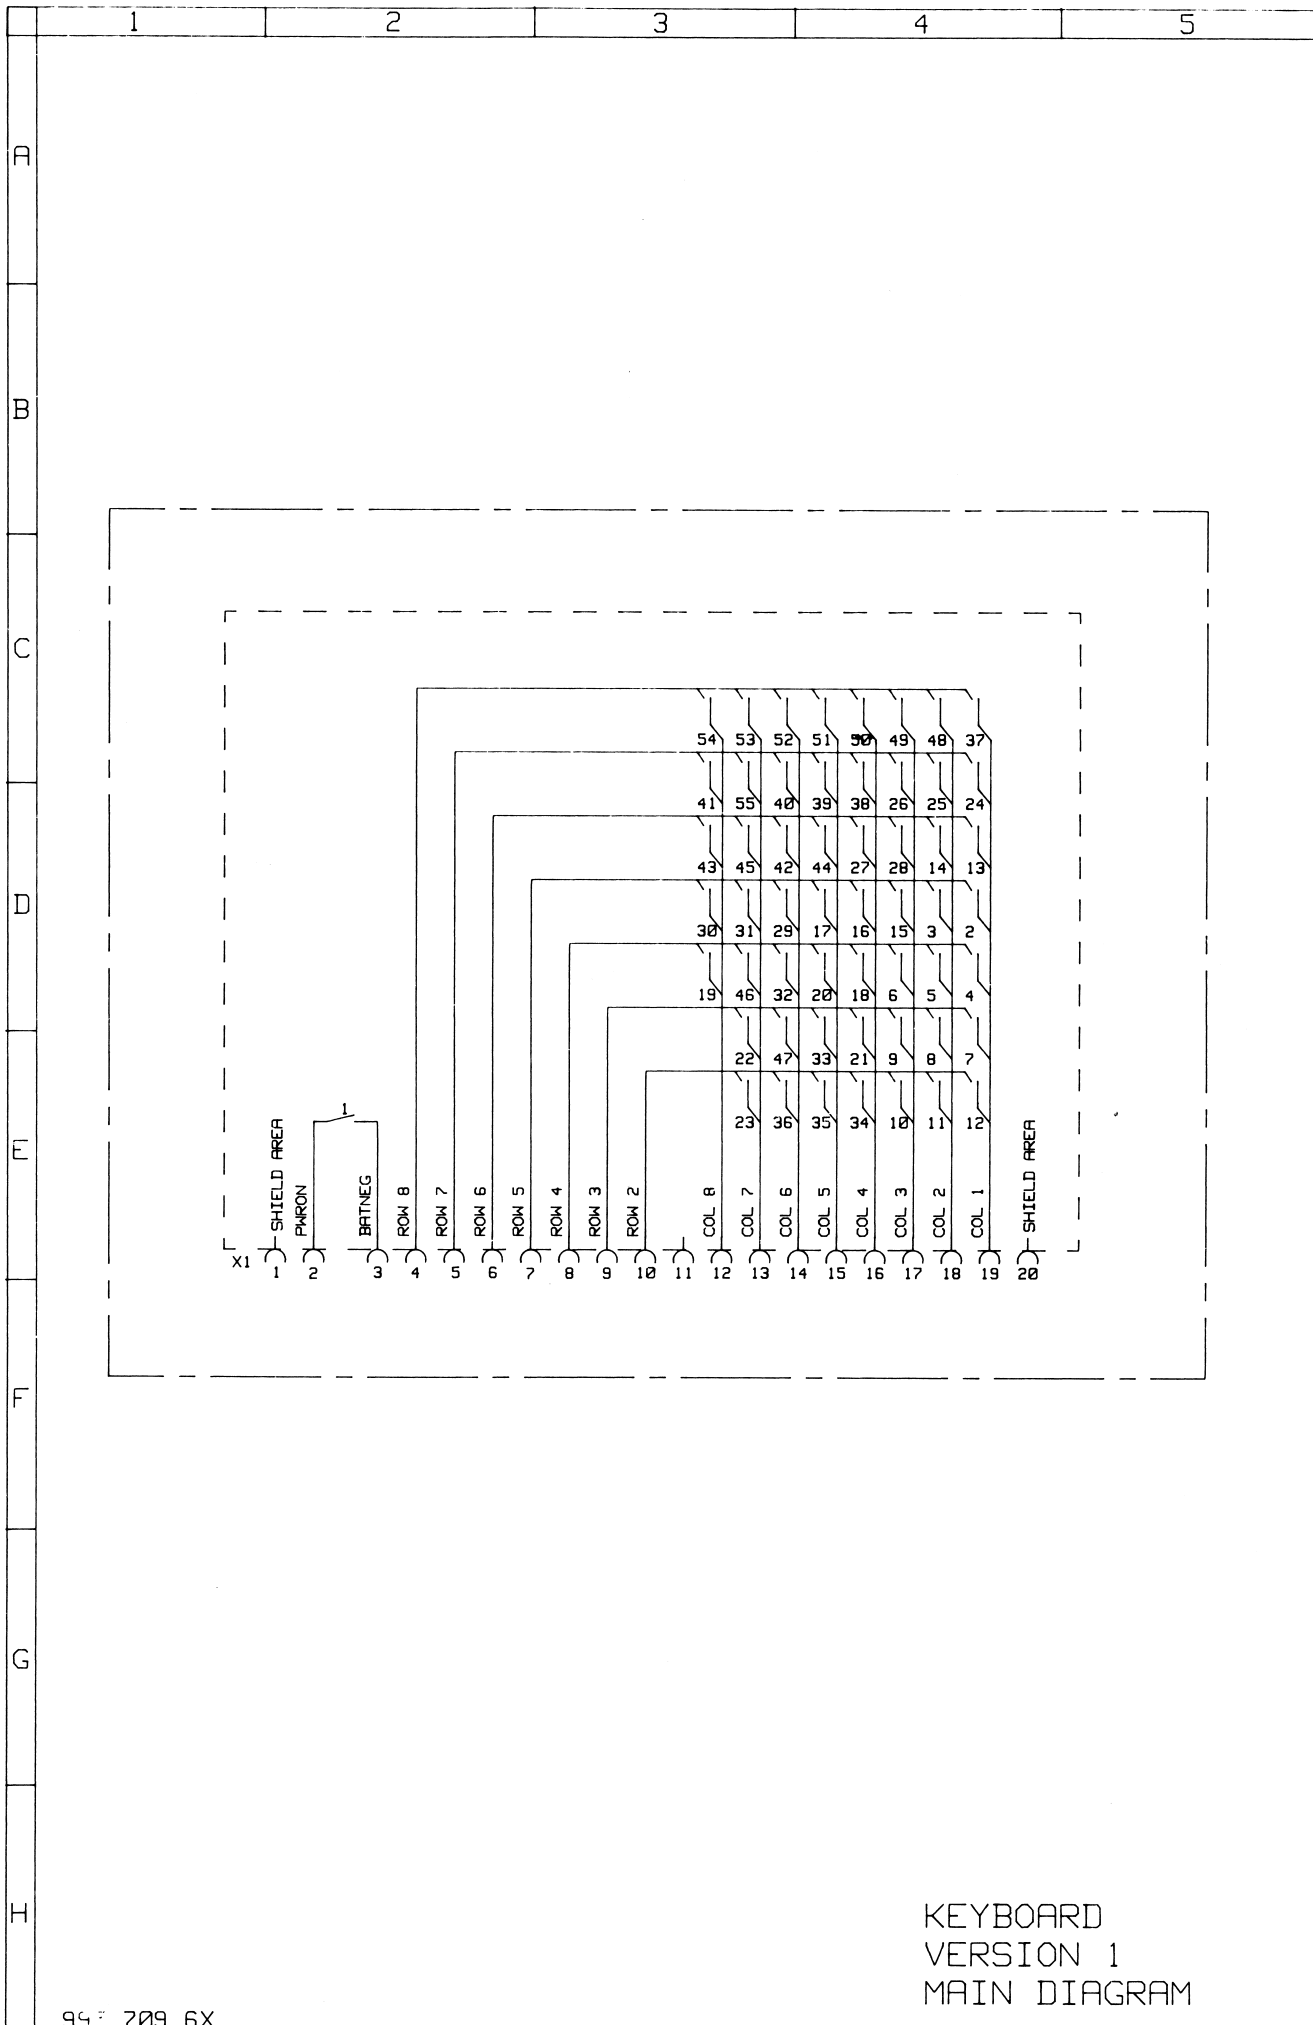 1 2 3 4 5
A
B
C
D
E
F
G
H
54 53 52 51 50 49 48 37
41 55 40 39 38 26 25 24
43 45 42 44 27 28 14 13
30 31 29 17 16 15 3 2
19 46 32 20 18 6 5 4
22 47 33 21 9 8 7
23 36 35 34 10 11 12
1
SHIELD AREA
PWRON
BATNEG
ROW 8
ROW 7
ROW 6
ROW 5
ROW 4
ROW 3
ROW 2
COL 8
COL 7
COL 6
COL 5
COL 4
COL 3
COL 2
COL 1
SHIELD AREA
X1 1 2 3 4 5 6 7 8 9 10 11 12 13 14 15 16 17 18 19 20
KEYBOARD
VERSION 1
MAIN DIAGRAM
709 6X